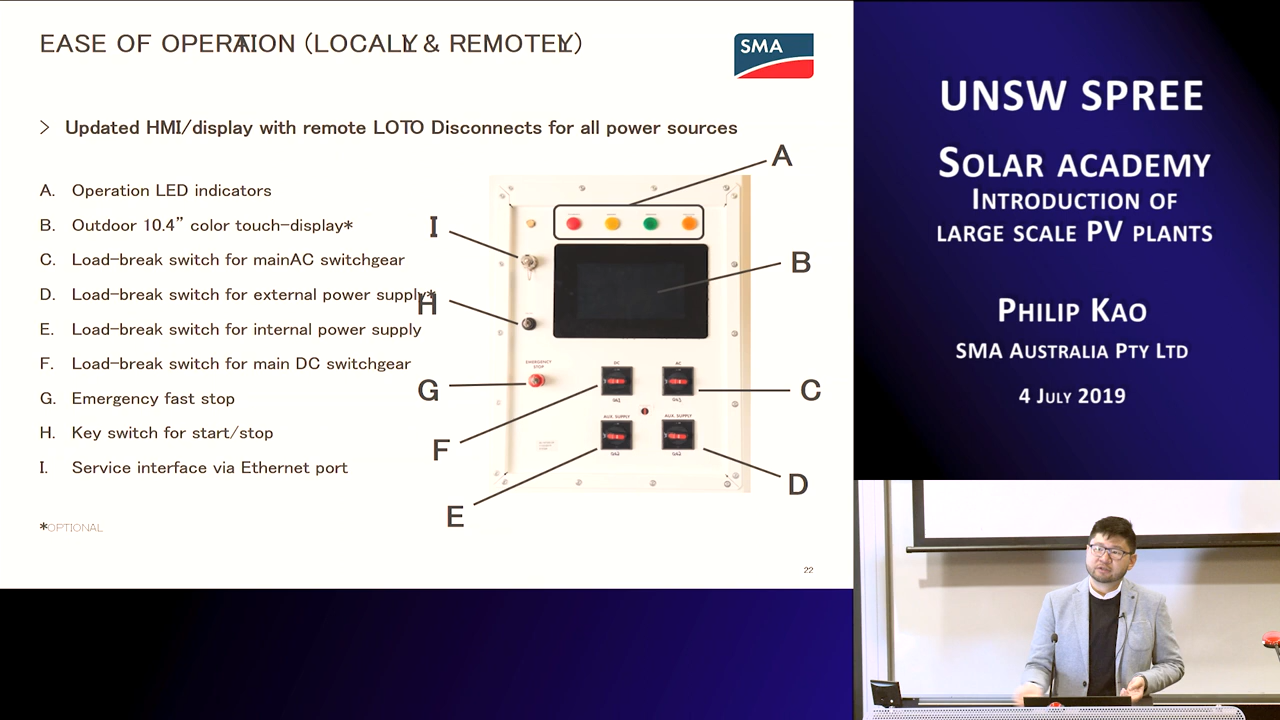 EASE OF OPERATION (LOCALLY & REMOTELY)
SMA
> Updated HMI/display with remote LOTO Disconnects for all power sources
A. Operation LED indicators
B. Outdoor 10.4” color touch-display*
C. Load-break switch for mainAC switchgear
D. Load-break switch for external power supply*
E. Load-break switch for internal power supply
F. Load-break switch for main DC switchgear
G. Emergency fast stop
H. Key switch for start/stop
I. Service interface via Ethernet port
*OPTIONAL
A
I
B
H
EMERGENCY
STOP
DC
AC
G
C
AUX. SUPPLY
AUX. SUPPLY
F
D
E
22
UNSW SPREE
SOLAR ACADEMY
INTRODUCTION OF
LARGE SCALE PV PLANTS
PHILIP KAO
SMA AUSTRALIA PTY LTD
4 JULY 2019